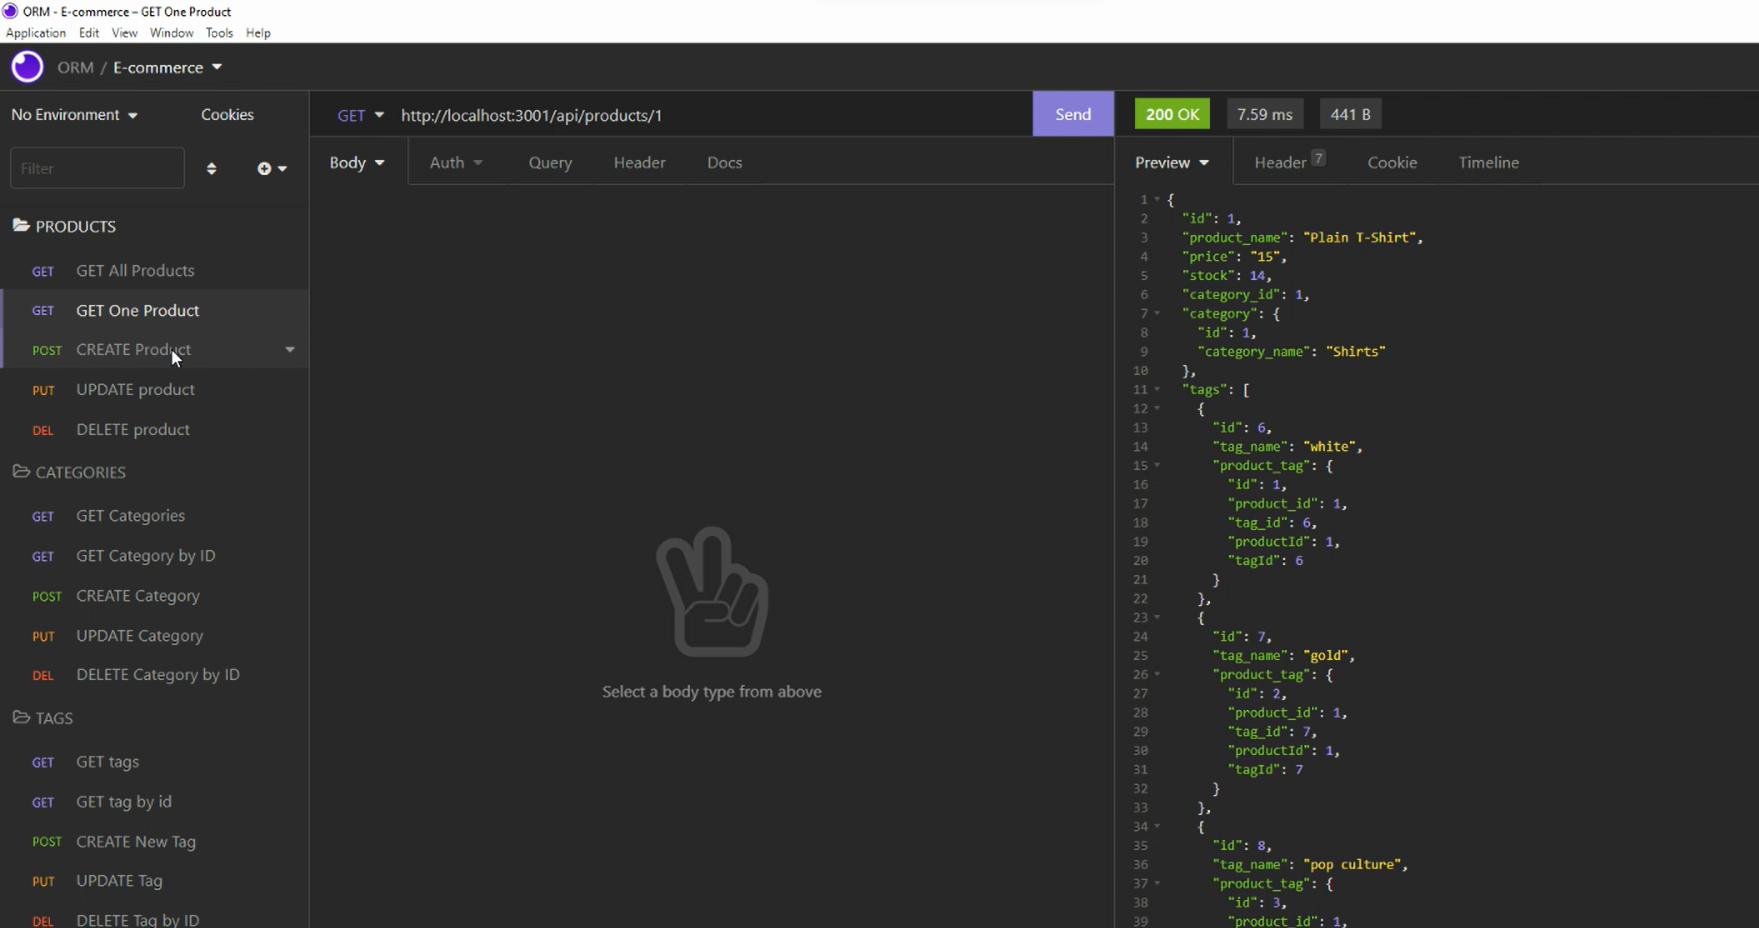 ORM - E-commerce – GET One Product
Application Edit View Window Tools Help
ORM / E-commerce
No Environment Cookies
Filter
PRODUCTS
GET GET All Products
GET GET One Product
POST CREATE Product
PUT UPDATE product
DEL DELETE product
CATEGORIES
GET GET Categories
GET GET Category by ID
POST CREATE Category
PUT UPDATE Category
DEL DELETE Category by ID
TAGS
GET GET tags
GET GET tag by id
POST CREATE New Tag
PUT UPDATE Tag
DEL DELETE Tag by ID
GET http://localhost:3001/api/products/1 Send
Body Auth Query Header Docs
Select a body type from above
200 OK 7.59 ms 441 B
Preview Header 7 Cookie Timeline
1 {
2 "id": 1,
3 "product_name": "Plain T-Shirt",
4 "price": "15",
5 "stock": 14,
6 "category_id": 1,
7 "category": {
8 "id": 1,
9 "category_name": "Shirts"
10 },
11 "tags": [
12 {
13 "id": 6,
14 "tag_name": "white",
15 "product_tag": {
16 "id": 1,
17 "product_id": 1,
18 "tag_id": 6,
19 "productId": 1,
20 "tagId": 6
21 }
22 },
23 {
24 "id": 7,
25 "tag_name": "gold",
26 "product_tag": {
27 "id": 2,
28 "product_id": 1,
29 "tag_id": 7,
30 "productId": 1,
31 "tagId": 7
32 }
33 },
34 {
35 "id": 8,
36 "tag_name": "pop culture",
37 "product_tag": {
38 "id": 3,
39 "product_id": 1,